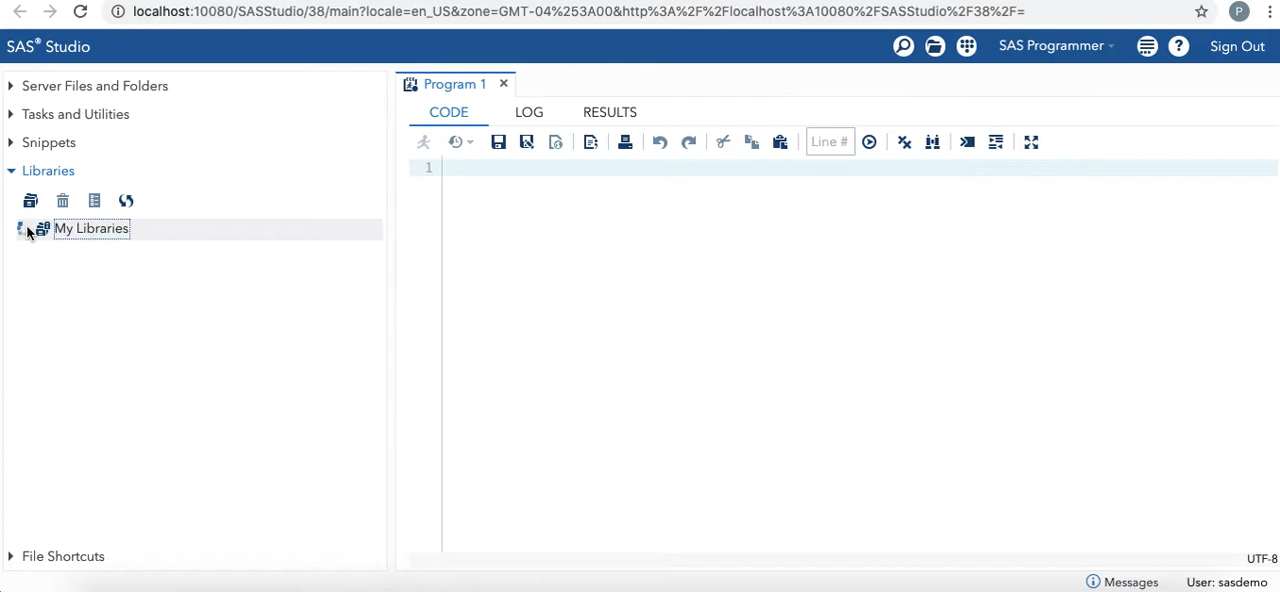 localhost:10080/SASStudio/38/main?locale=en_US&zone=GMT-04%253A00&http%3A%2F%2Flocalhost%3A10080%2FSASStudio%2F38%2F=
P
SAS® Studio
SAS Programmer
?
Sign Out
Server Files and Folders
Tasks and Utilities
Snippets
Libraries
My Libraries
File Shortcuts
Program 1
CODE LOG RESULTS
Line #
1
UTF-8
Messages User: sasdemo